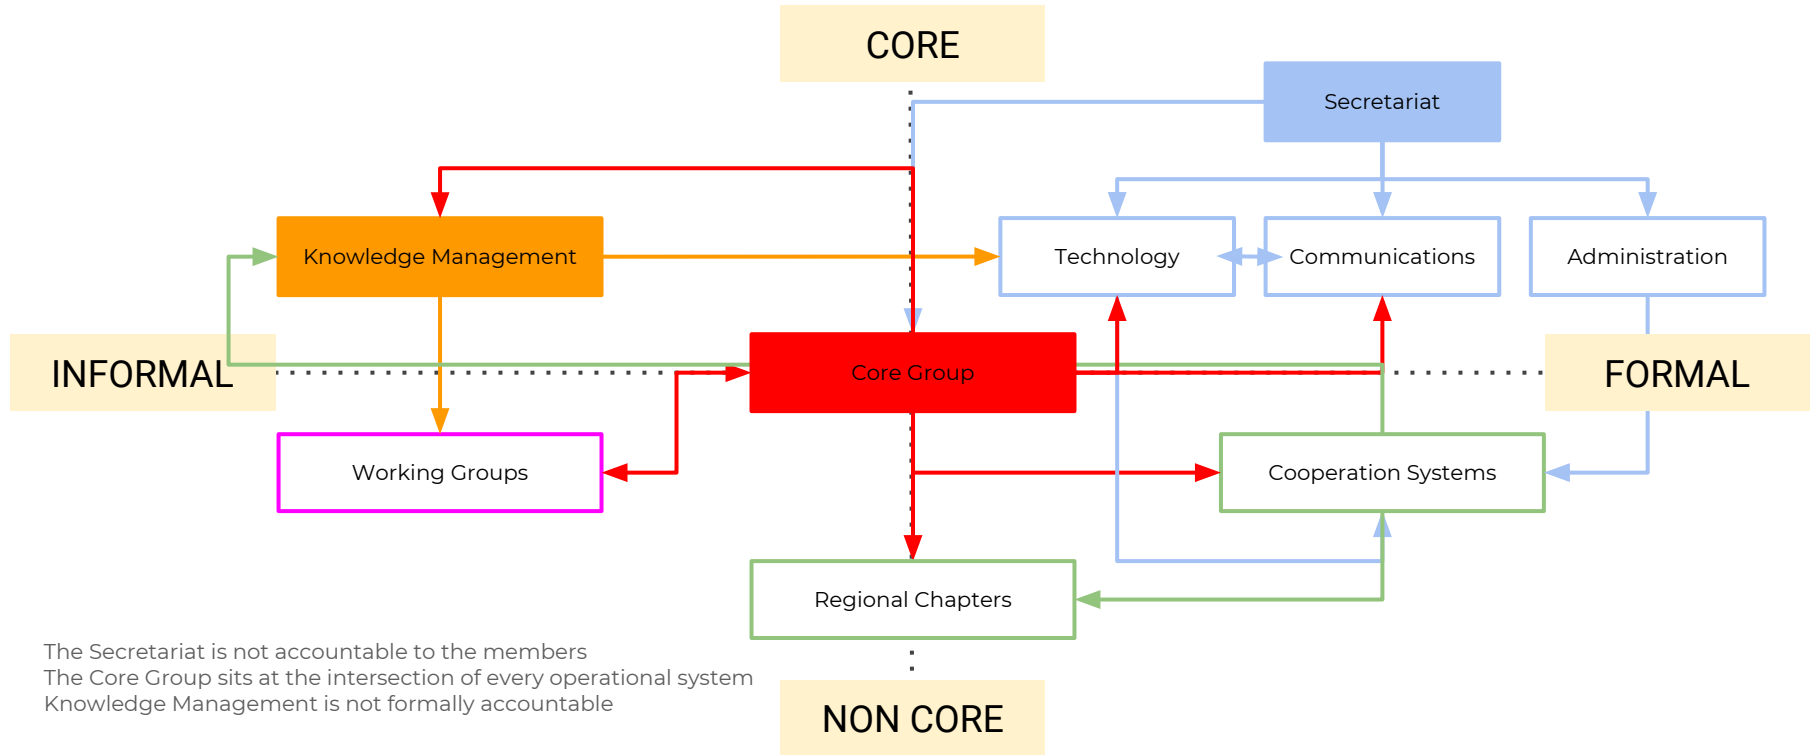 CORE
Secretariat
Knowledge Management
Technology
Communications
Administration
INFORMAL
Core Group
FORMAL
Working Groups
Cooperation Systems
Regional Chapters
The Secretariat is not accountable to the members
The Core Group sits at the intersection of every operational system
Knowledge Management is not formally accountable
NON CORE